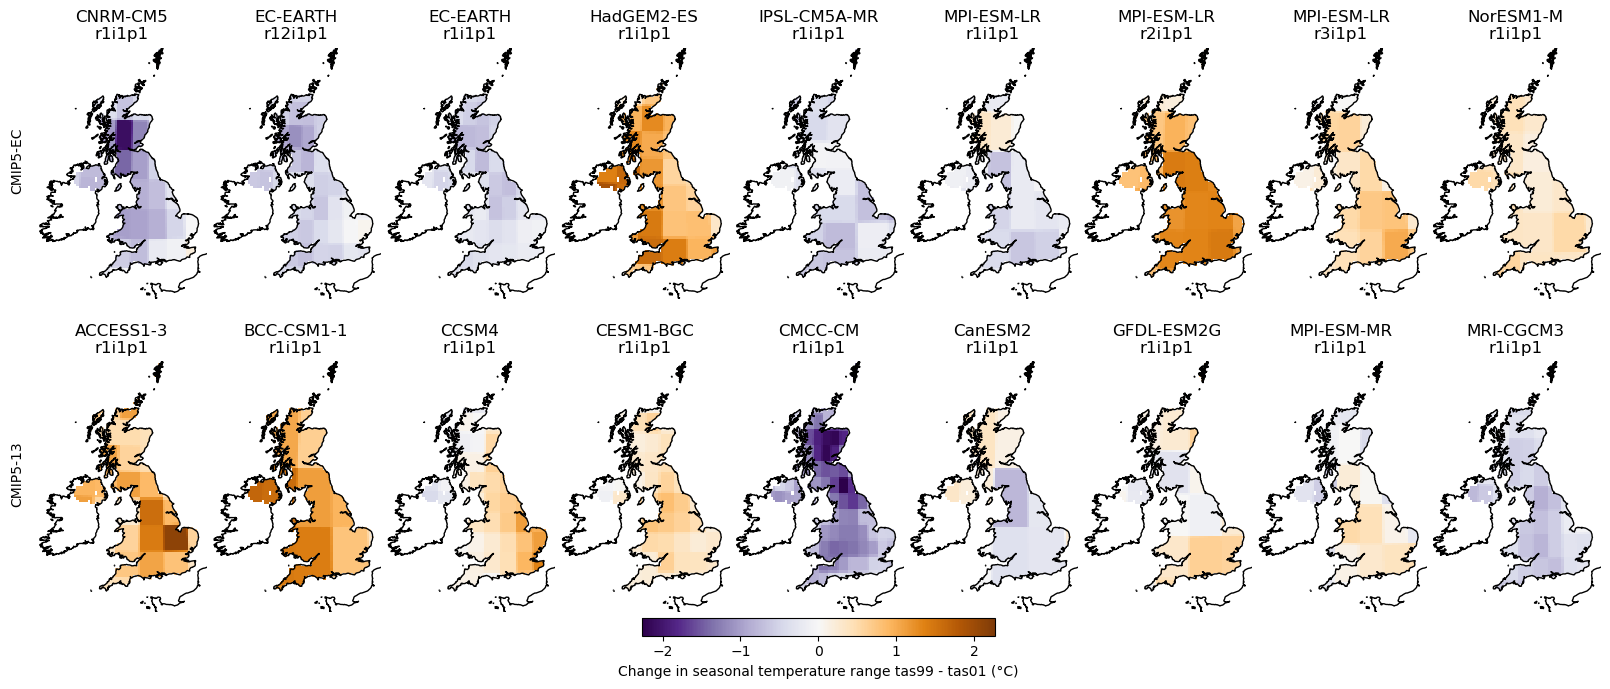 CNRM-CM5
r1i1p1
EC-EARTH
r12i1p1
EC-EARTH
r1i1p1
HadGEM2-ES
r1i1p1
IPSL-CM5A-MR
r1i1p1
MPI-ESM-LR
r1i1p1
MPI-ESM-LR
r2i1p1
MPI-ESM-LR
r3i1p1
NorESM1-M
r1i1p1
CMIP5-EC
ACCESS1-3
r1i1p1
BCC-CSM1-1
r1i1p1
CCSM4
r1i1p1
CESM1-BGC
r1i1p1
CMCC-CM
r1i1p1
CanESM2
r1i1p1
GFDL-ESM2G
r1i1p1
MPI-ESM-MR
r1i1p1
MRI-CGCM3
r1i1p1
CMIP5-13
−2 −1 0 1 2
Change in seasonal temperature range tas99 - tas01 (°C)